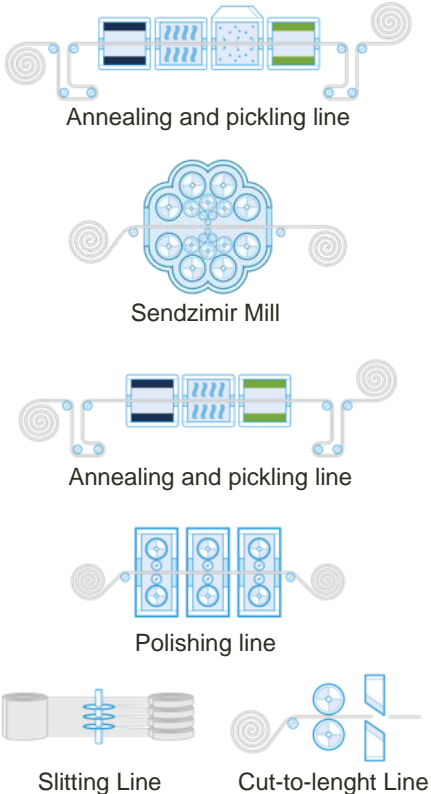 Annealing and pickling line
Sendzimir Mill
Annealing and pickling line
Polishing line
Slitting Line
Cut-to-lenght Line